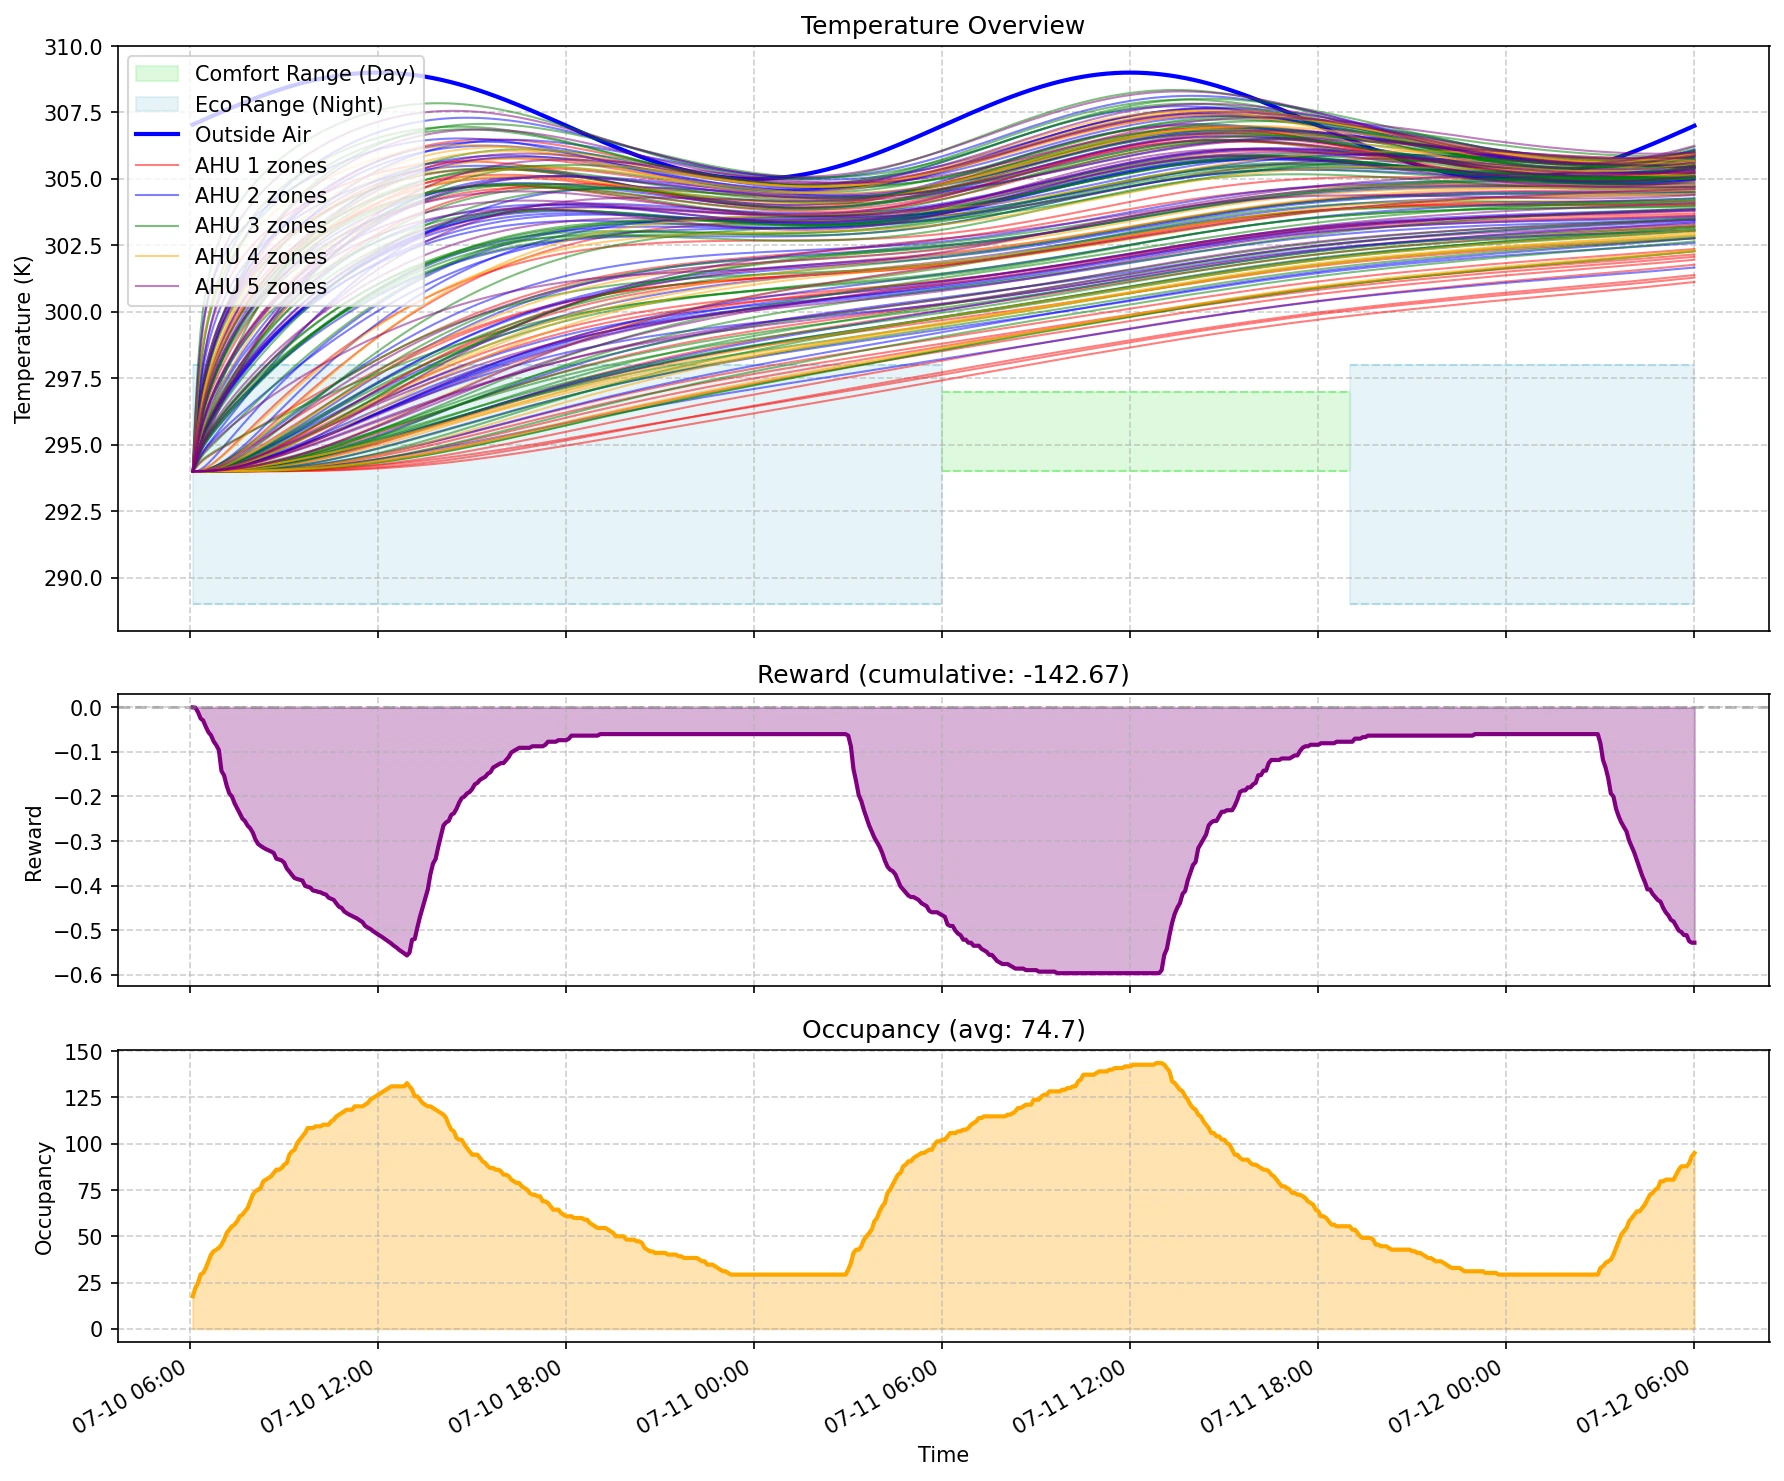 Temperature Overview
310.0
307.5
305.0
302.5
300.0
297.5
295.0
292.5
290.0
Temperature (K)
Comfort Range (Day)
Eco Range (Night)
Outside Air
AHU 1 zones
AHU 2 zones
AHU 3 zones
AHU 4 zones
AHU 5 zones
Reward (cumulative: -142.67)
0.0
−0.1
−0.2
−0.3
−0.4
−0.5
−0.6
Reward
Occupancy (avg: 74.7)
150
125
100
75
50
25
0
Occupancy
07-10 06:00
07-10 12:00
07-10 18:00
07-11 00:00
07-11 06:00
07-11 12:00
07-11 18:00
07-12 00:00
07-12 06:00
Time